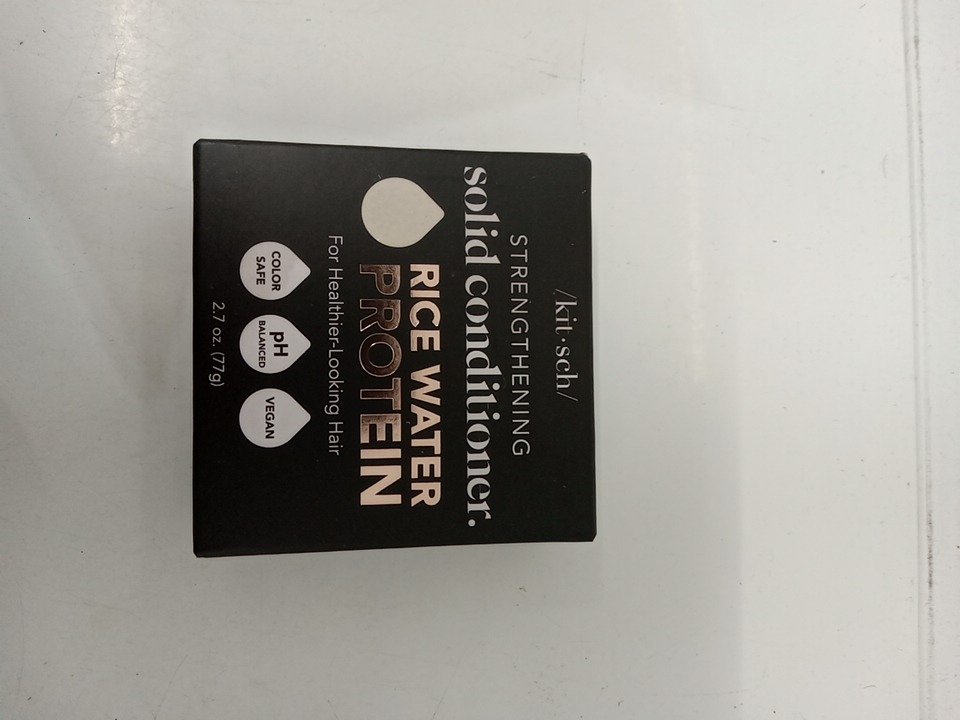 /kit·sch/
STRENGTHENING
solid conditioner.
RICE WATER
PROTEIN
For Healthier-Looking Hair
COLOR
SAFE
pH
BALANCED
VEGAN
2.7 oz. (77g)